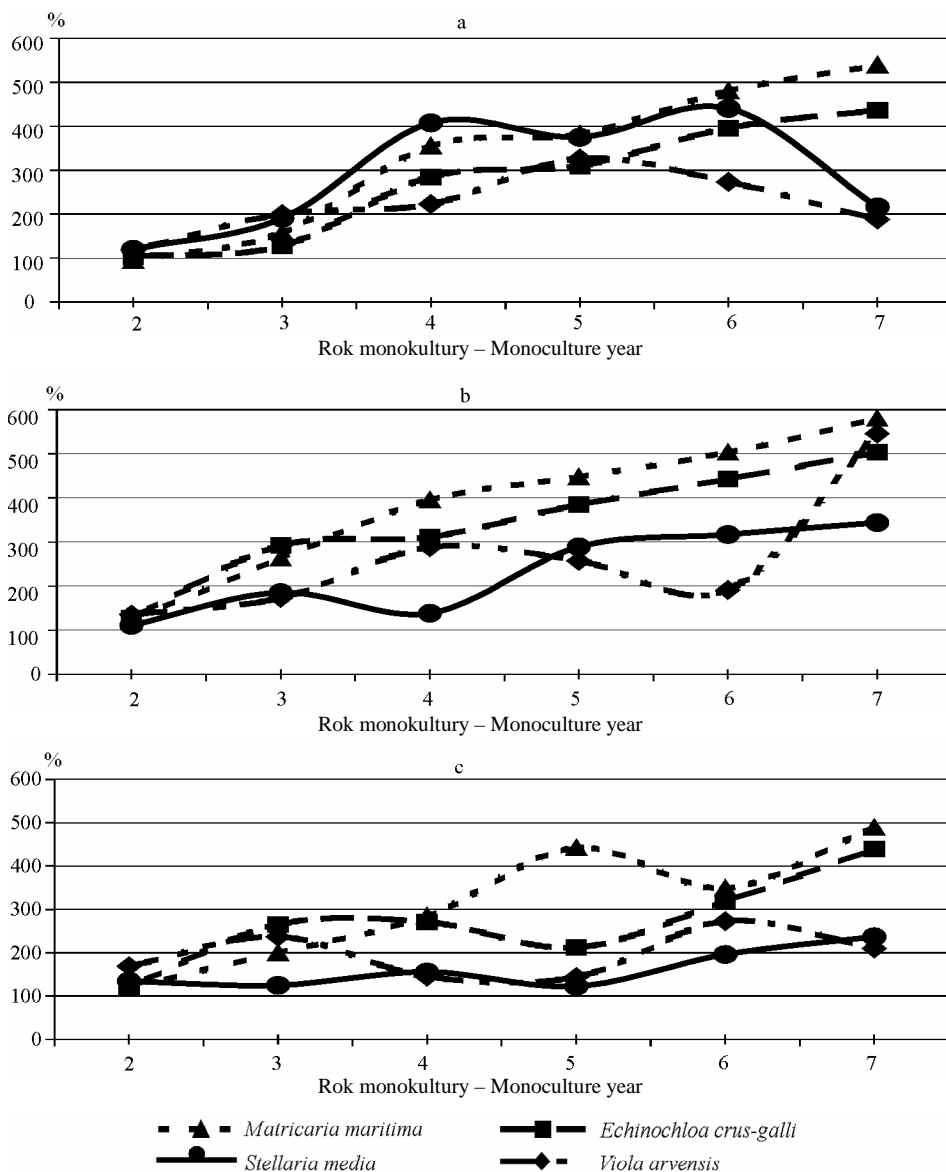 %
a
600
500
400
300
200
100
0
2 3 4 5 6 7
Rok monokultury – Monoculture year
%
b
600
500
400
300
200
100
0
2 3 4 5 6 7
Rok monokultury – Monoculture year
%
c
600
500
400
300
200
100
0
2 3 4 5 6 7
Rok monokultury – Monoculture year
Matricaria maritima Echinochloa crus-galli
Stellaria media Viola arvensis